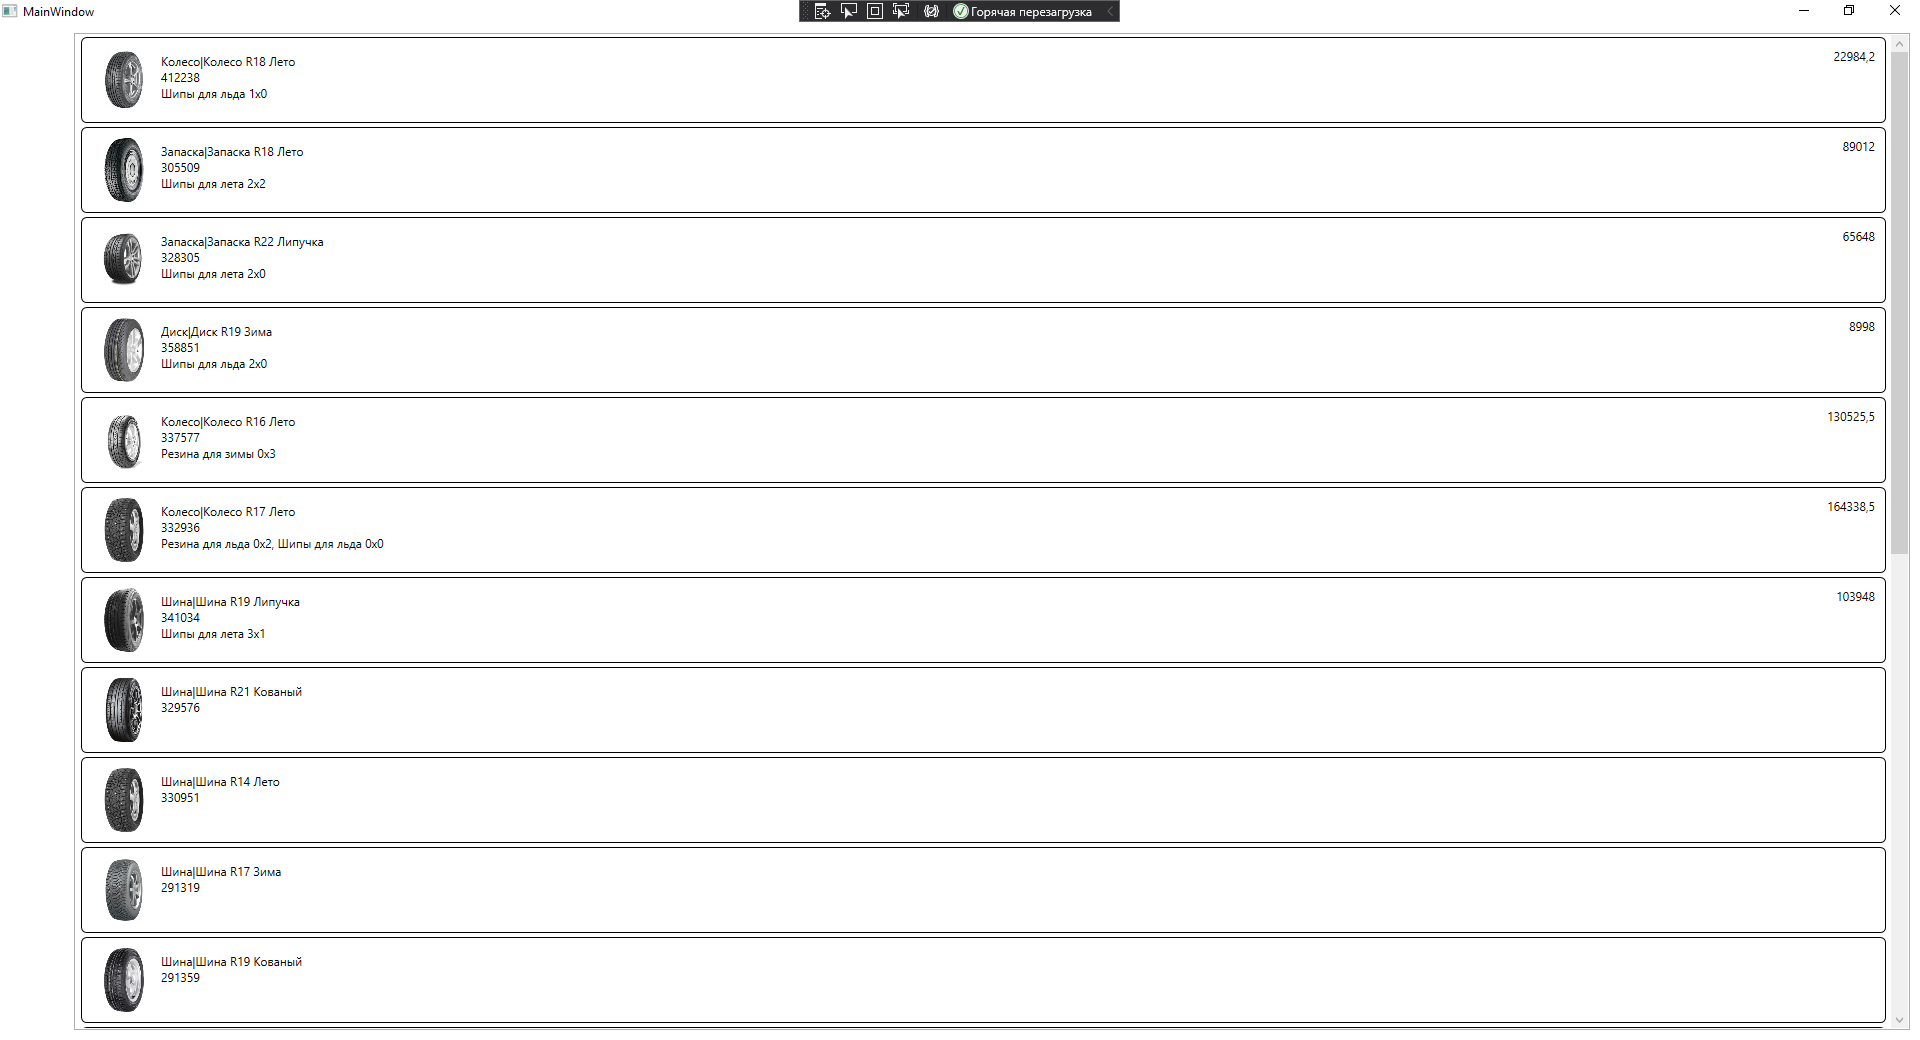 MainWindow
Горячая перезагрузка
Колесо|Колесо R18 Лето
22984,2
412238
Шипы для льда 1x0
Запаска|Запаска R18 Лето
89012
305509
Шипы для лета 2x2
Запаска|Запаска R22 Липучка
65648
328305
Шипы для лета 2x0
Диск|Диск R19 Зима
8998
358851
Шипы для льда 2x0
Колесо|Колесо R16 Лето
130525,5
337577
Резина для зимы 0x3
Колесо|Колесо R17 Лето
164338,5
332936
Резина для льда 0x2, Шипы для льда 0x0
Шина|Шина R19 Липучка
103948
341034
Шипы для лета 3x1
Шина|Шина R21 Кованый
329576
Шина|Шина R14 Лето
330951
Шина|Шина R17 Зима
291319
Шина|Шина R19 Кованый
291359